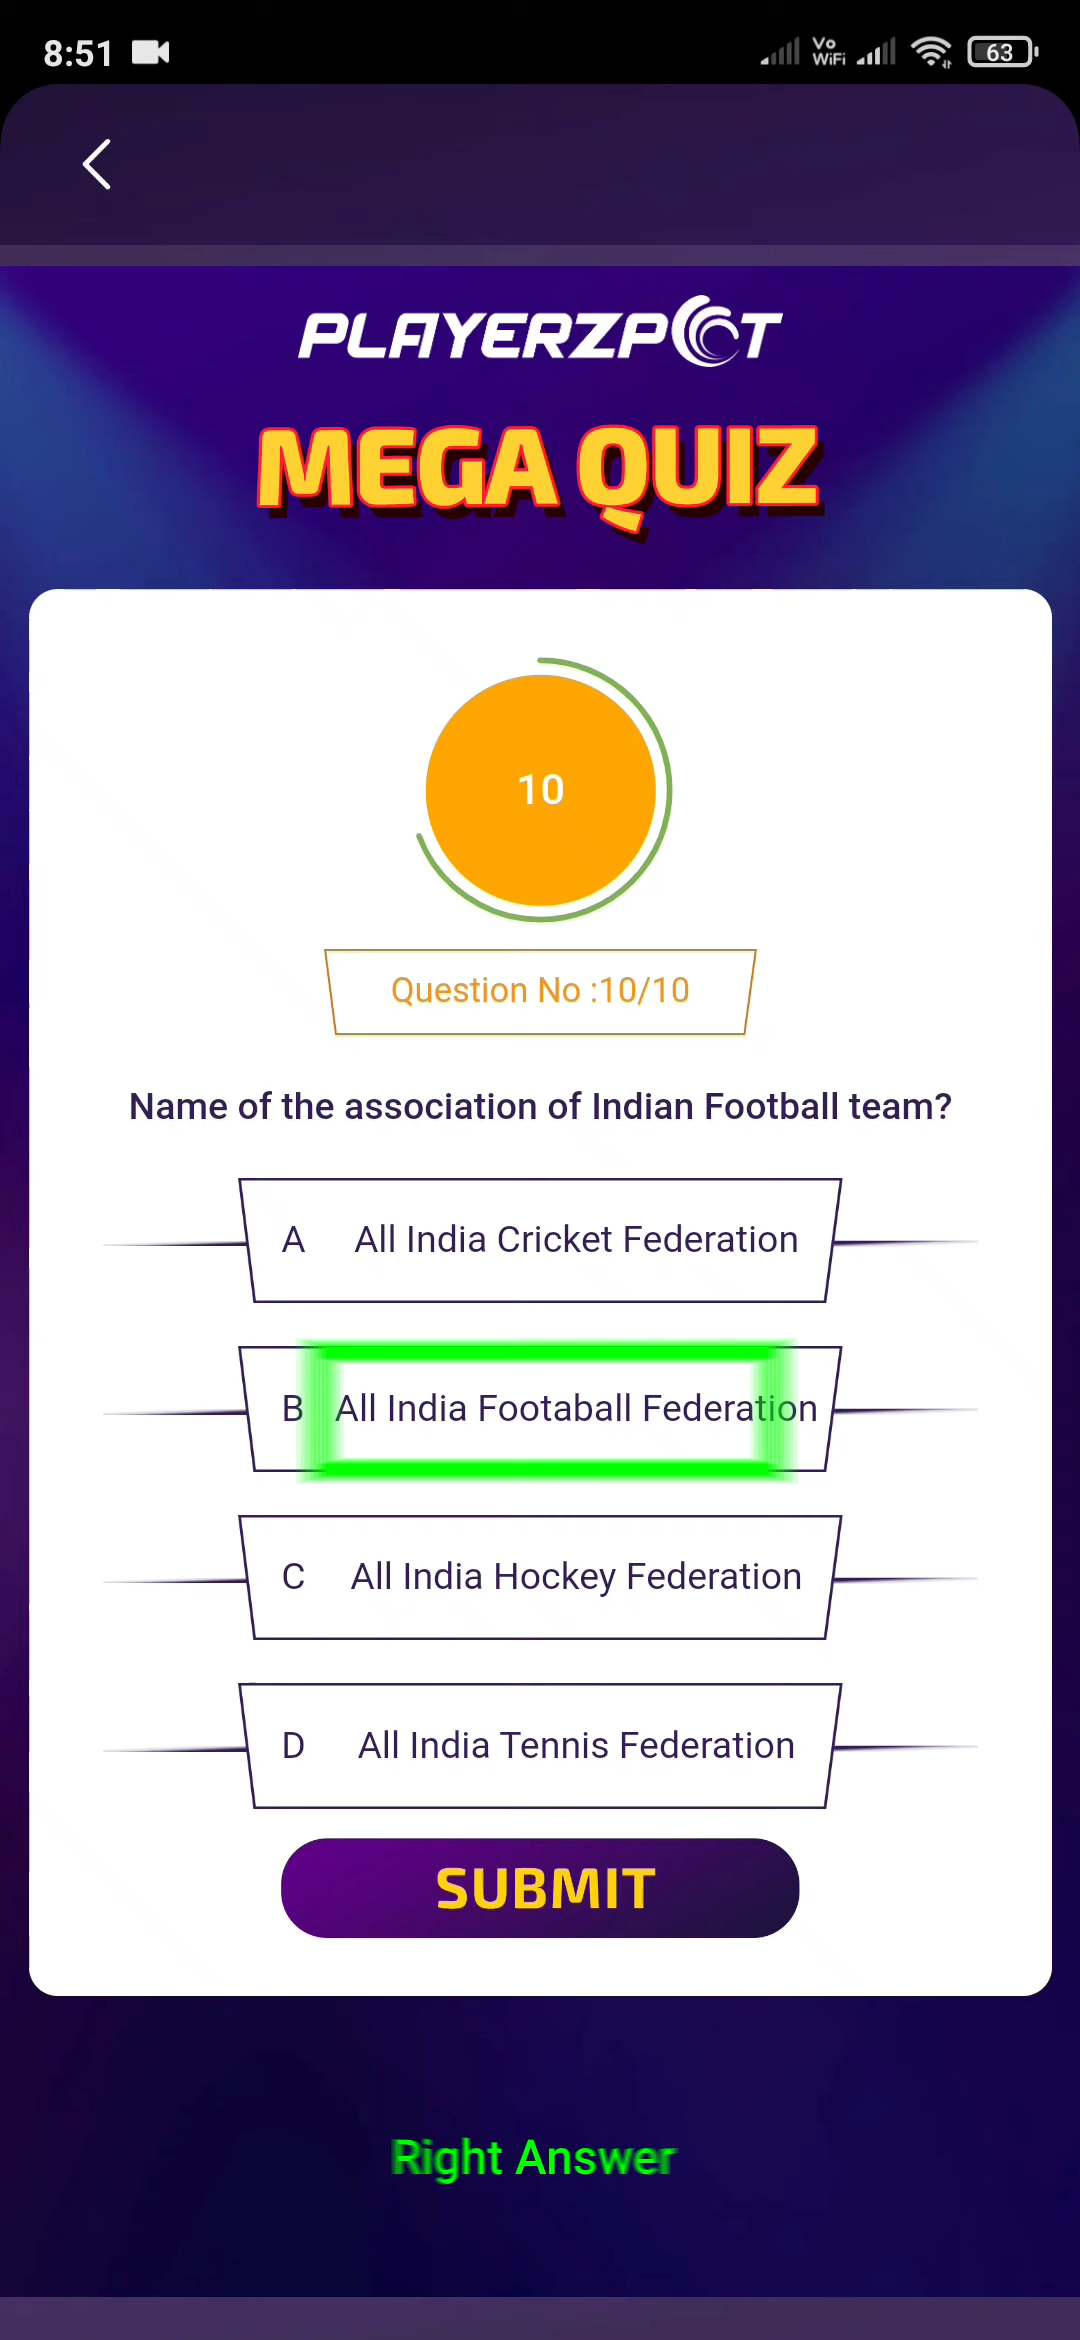 8:51
Vo
WiFi
63
PLAYERZPOT
MEGA QUIZ
10
Question No :10/10
Name of the association of Indian Football team?
A All India Cricket Federation
B All India Footaball Federation
C All India Hockey Federation
D All India Tennis Federation
SUBMIT
Right Answer